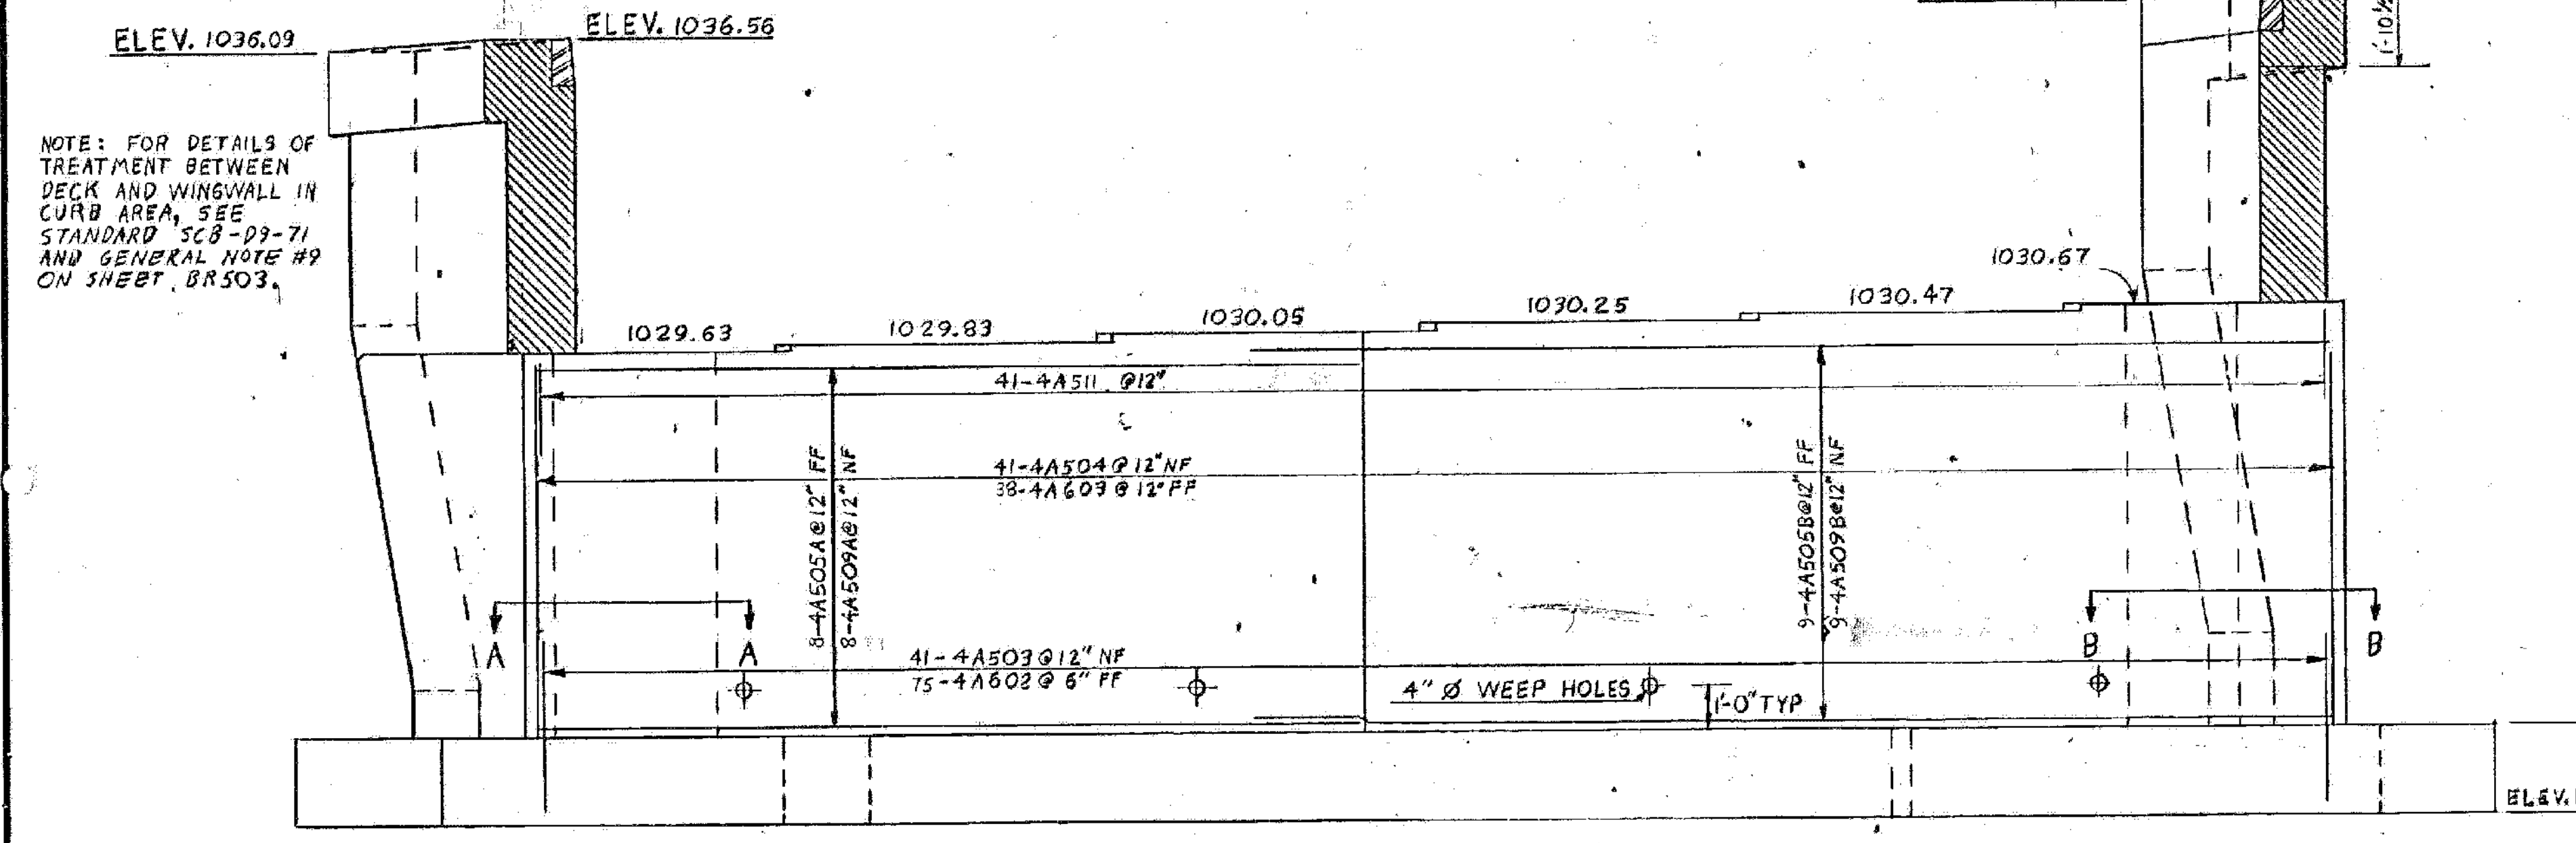 ELEV. 1036.09
ELEV. 1036.56
1'-10½
NOTE: FOR DETAILS OF
TREATMENT BETWEEN
DECK AND WINGWALL IN
CURB AREA, SEE
STANDARD SCB-D9-71
AND GENERAL NOTE #9
ON SHEET BR503.
1029.63
1029.83
1030.05
1030.25
1030.47
1030.67
41-4A511 @12"
41-4A504@12"NF
38-4A603@12"FF
8-4A505A@12" FF
8-4A509A@12" NF
9-4A505B@12" FF
9-4A509B@12" NF
A
A
B
B
41-4A503@12" NF
75-4A602@ 6" FF
4" Ø WEEP HOLES
1'-0" TYP
ELEV.